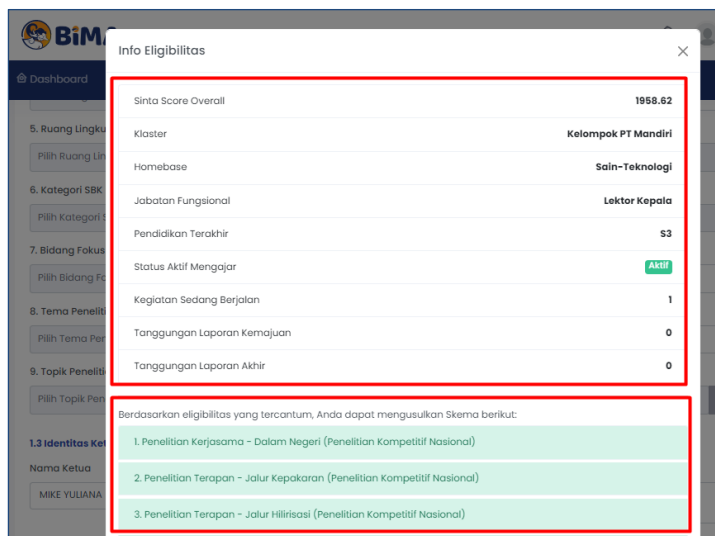 BiMA
Info Eligibilitas
Dashboard
Sinta Score Overall 1958.62
5. Ruang Lingku
Klaster Kelompok PT Mandiri
Pilih Ruang Lin
Homebase Sain-Teknologi
6. Kategori SBK
Jabatan Fungsional Lektor Kepala
Pilih Kategori S
Pendidikan Terakhir S3
7. Bidang Fokus
Status Aktif Mengajar Aktif
Pilih Bidang Fo
Kegiatan Sedang Berjalan 1
8. Tema Peneliti
Tanggungan Laporan Kemajuan 0
Pilih Tema Pen
Tanggungan Laporan Akhir 0
9. Topik Peneliti
Pilih Topik Pen
Berdasarkan eligibilitas yang tercantum, Anda dapat mengusulkan Skema berikut:
1. Penelitian Kerjasama - Dalam Negeri (Penelitian Kompetitif Nasional)
1.3 Identitas Ket
Nama Ketua
2. Penelitian Terapan - Jalur Kepakaran (Penelitian Kompetitif Nasional)
MIKE YULIANA
3. Penelitian Terapan - Jalur Hilirisasi (Penelitian Kompetitif Nasional)